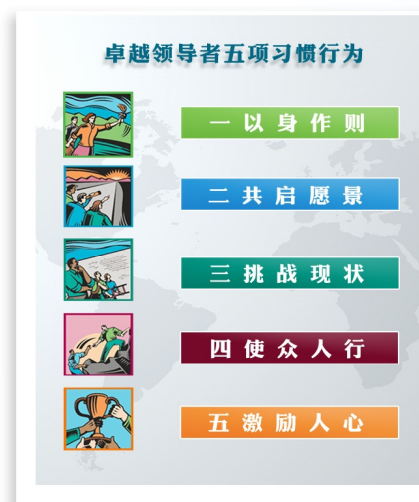 卓越领导者五项习惯行为
一以身作则
二共启愿景
三挑战现状
四使众人行
五激励人心